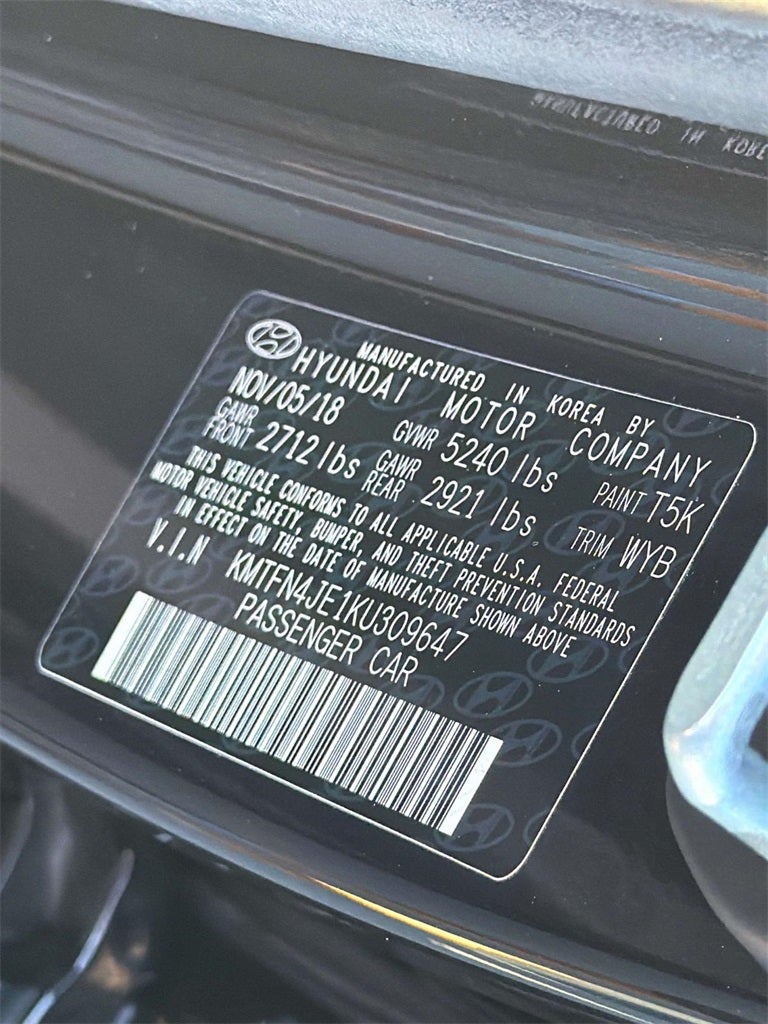 MANUFACTURED IN KOREA BY
HYUNDAI MOTOR COMPANY
NOV/05/18 GVWR 5240 lbs PAINT T5K
GAWR FRONT 2712 lbs GAWR REAR 2921 lbs TRIM WYB
THIS VEHICLE CONFORMS TO ALL APPLICABLE U.S.A. FEDERAL
MOTOR VEHICLE SAFETY, BUMPER, AND THEFT PREVENTION STANDARDS
IN EFFECT ON THE DATE OF MANUFACTURE SHOWN ABOVE
V.I.N KMTFN4JE1KU309647
PASSENGER CAR